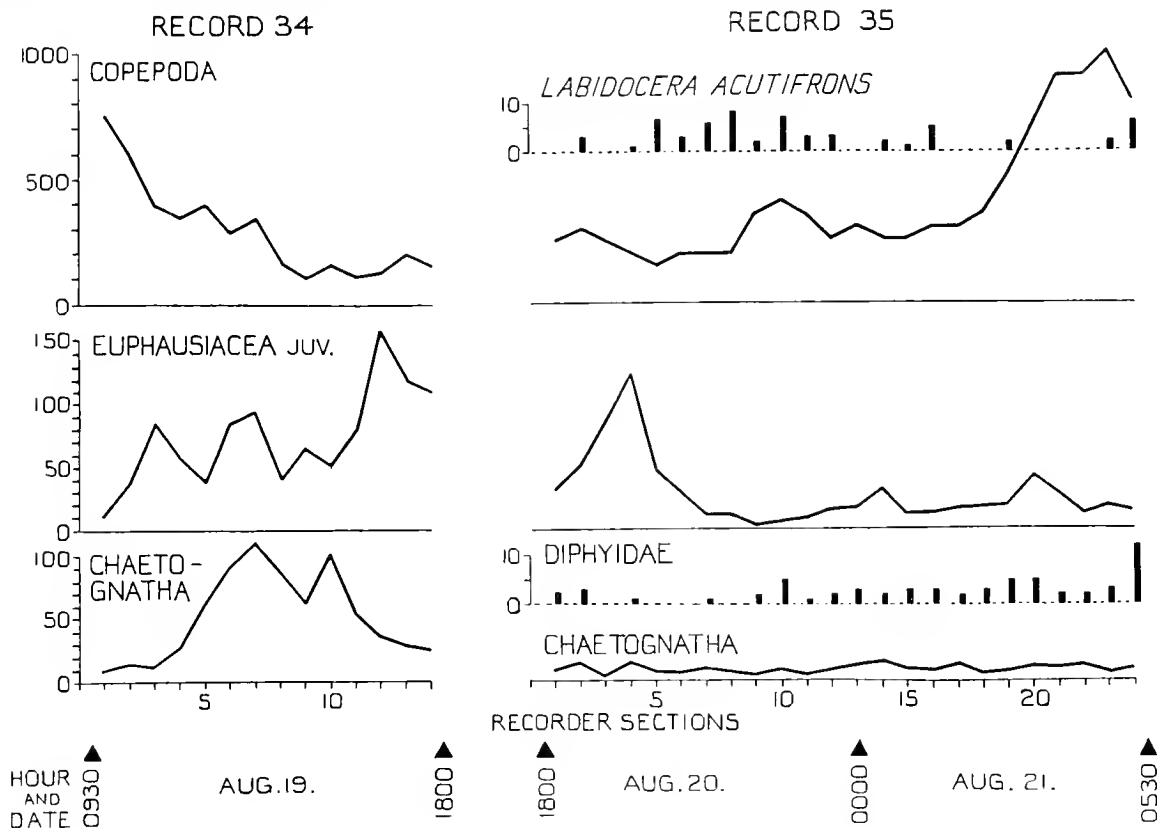 RECORD 34
RECORD 35
1000
COPEPODA
500
0
LABIDOCERA ACUTIFRONS
10
0
150
EUPHAUSIACEA JUV.
100
50
0
100
CHAETO-
GNATHA
50
0
DIPHYIDAE
10
0
CHAETOGNATHA
5 10
5 10 15 20
RECORDER SECTIONS
HOUR
AND
DATE
0930
AUG.19.
1800
1800
AUG.20.
0000
AUG. 21.
0530